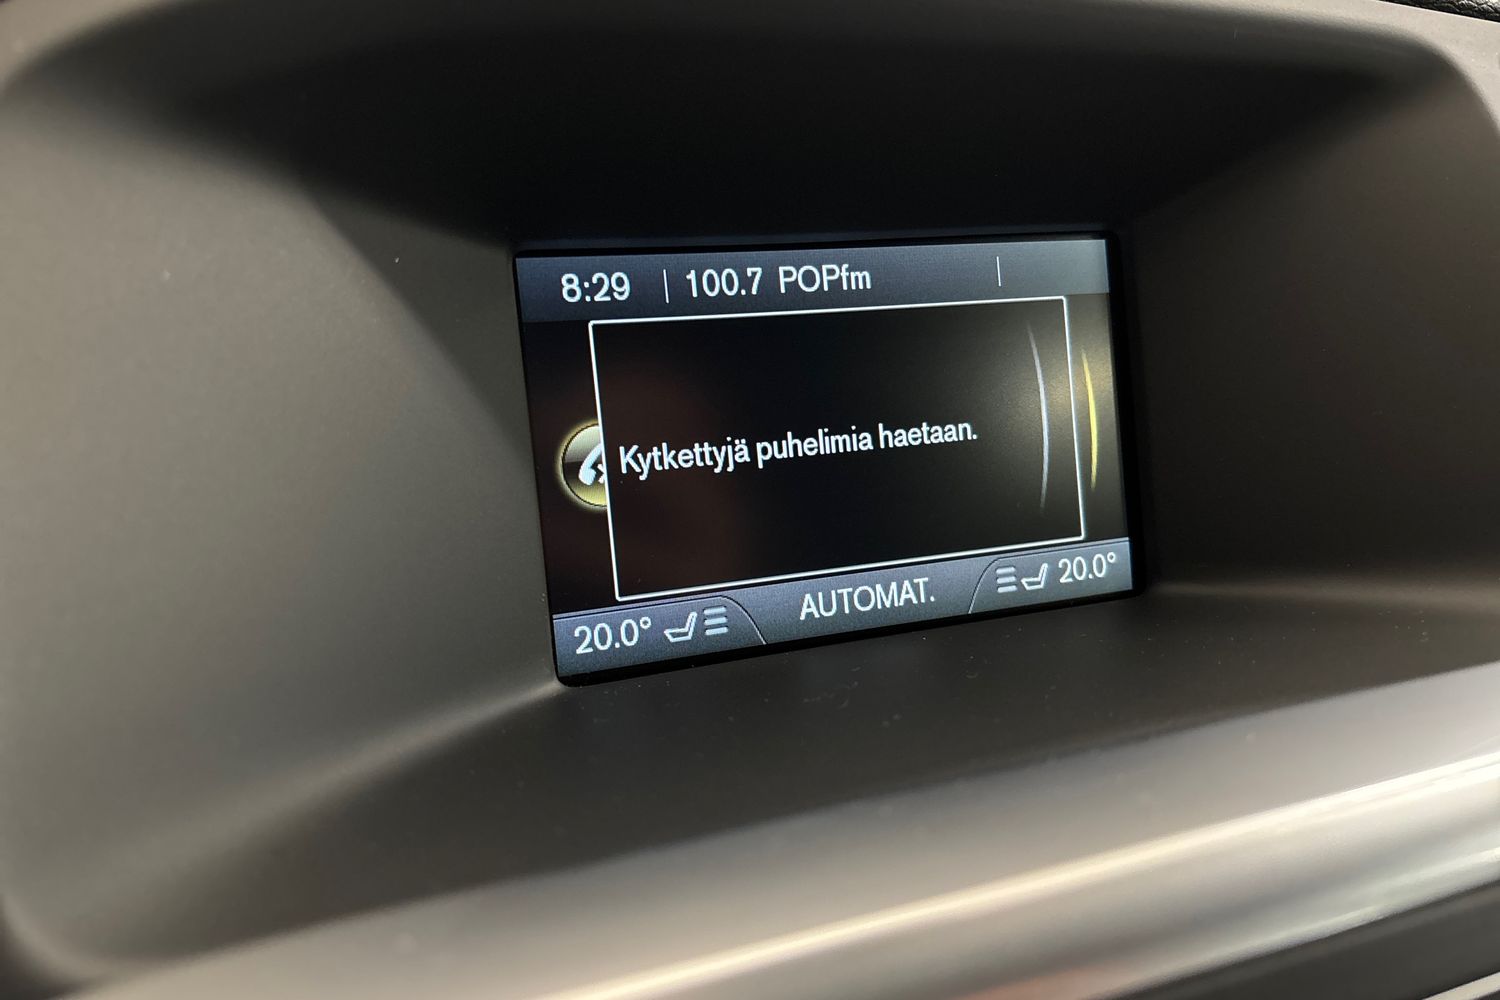 8:29 | 100.7 POPfm |
Kytkettyjä puhelimia haetaan.
20.0° AUTOMAT. 20.0°